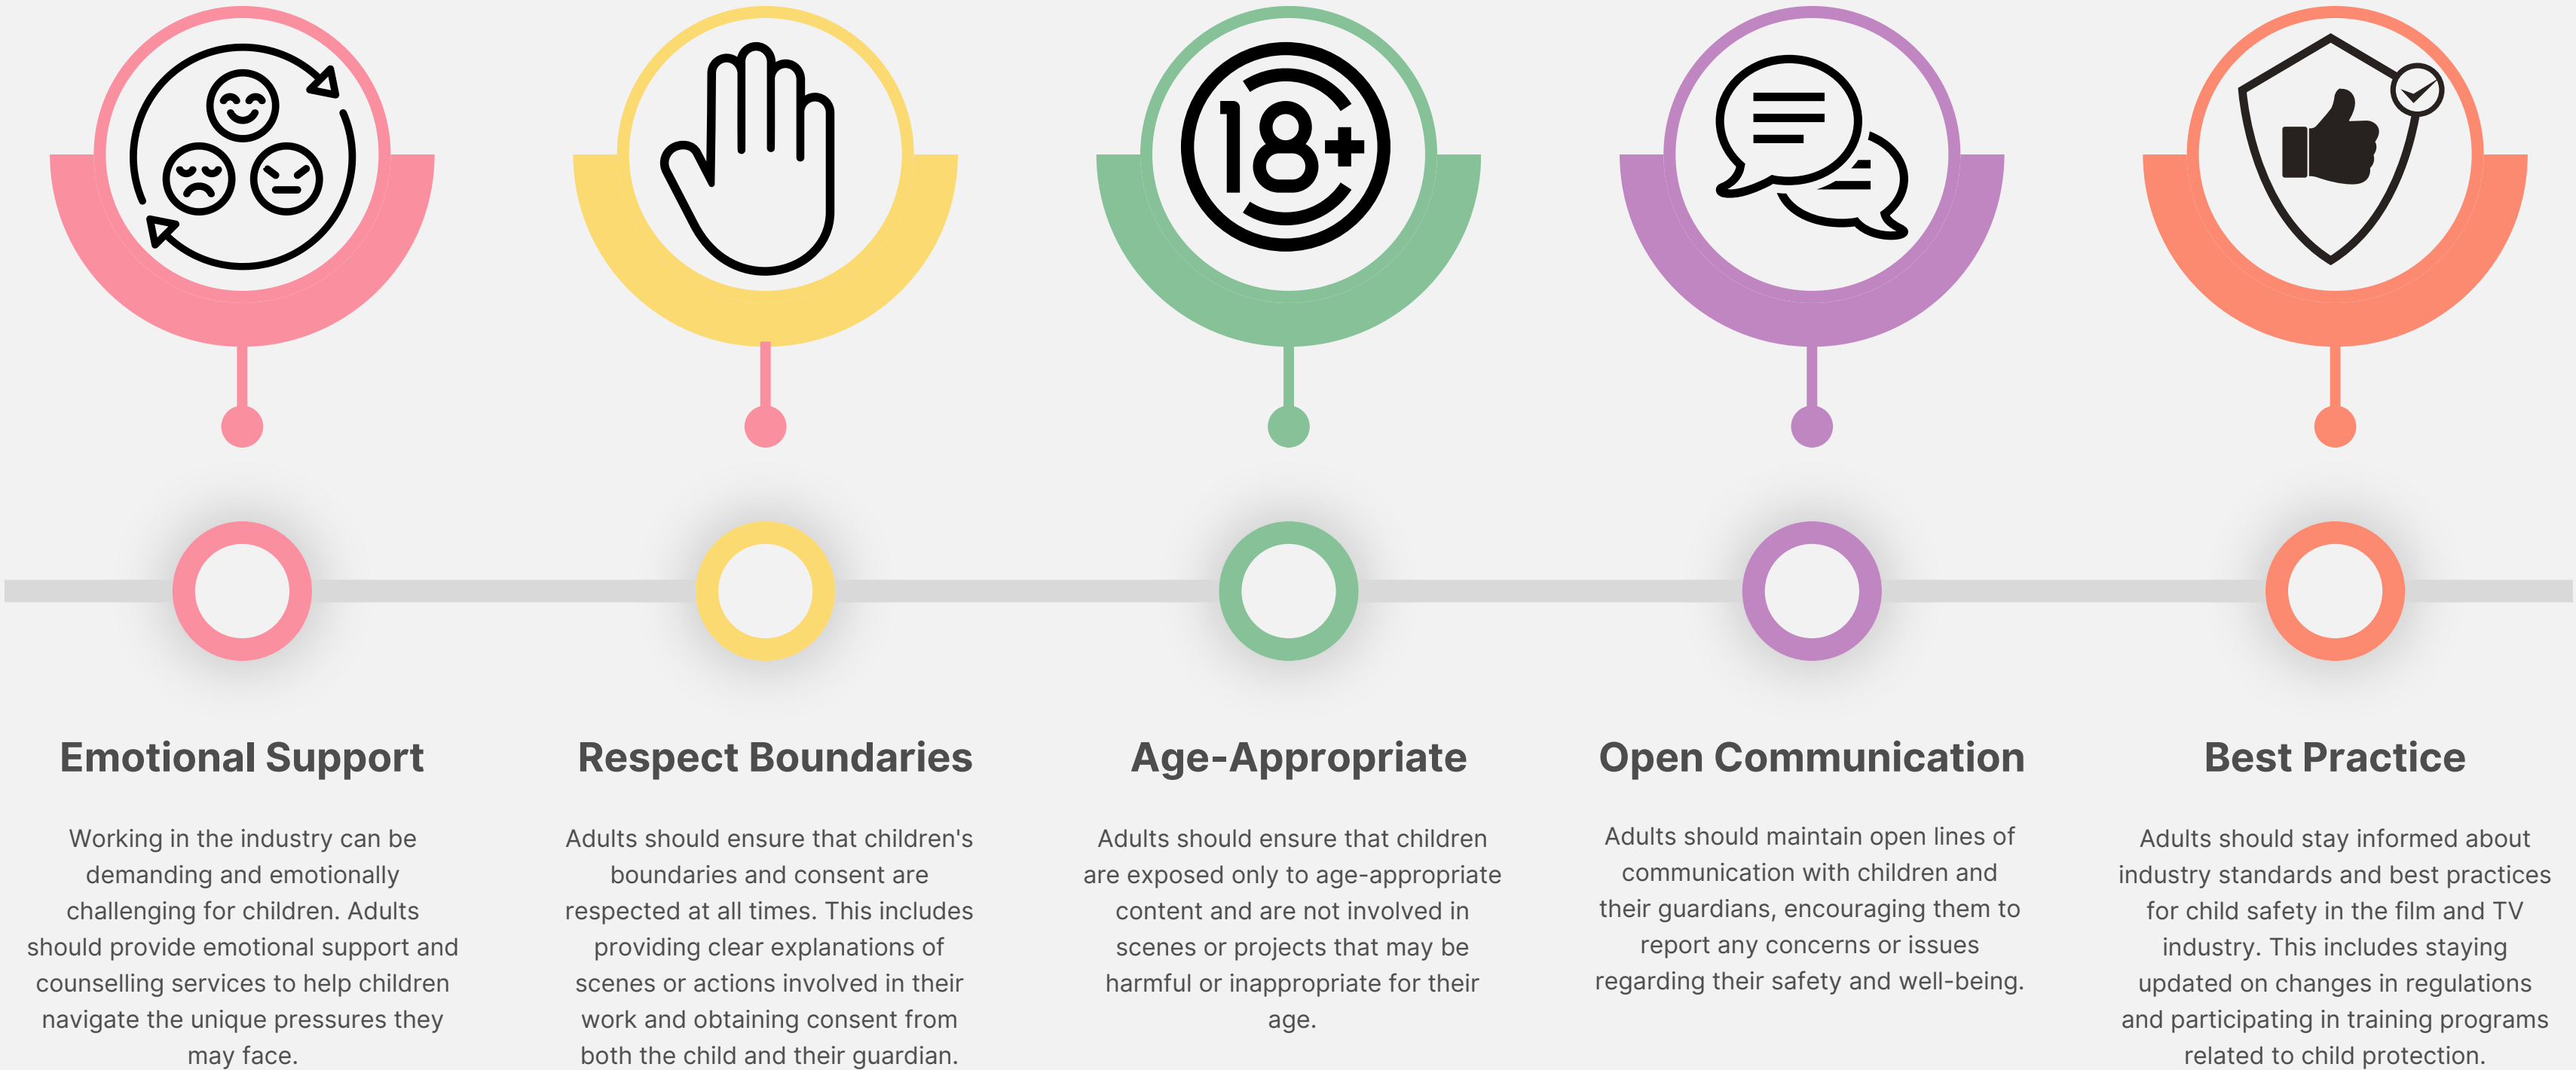 18+
Emotional Support
Working in the industry can be
demanding and emotionally
challenging for children. Adults
should provide emotional support and
counselling services to help children
navigate the unique pressures they
may face.
Respect Boundaries
Adults should ensure that children's
boundaries and consent are
respected at all times. This includes
providing clear explanations of
scenes or actions involved in their
work and obtaining consent from
both the child and their guardian.
Age-Appropriate
Adults should ensure that children
are exposed only to age-appropriate
content and are not involved in
scenes or projects that may be
harmful or inappropriate for their
age.
Open Communication
Adults should maintain open lines of
communication with children and
their guardians, encouraging them to
report any concerns or issues
regarding their safety and well-being.
Best Practice
Adults should stay informed about
industry standards and best practices
for child safety in the film and TV
industry. This includes staying
updated on changes in regulations
and participating in training programs
related to child protection.